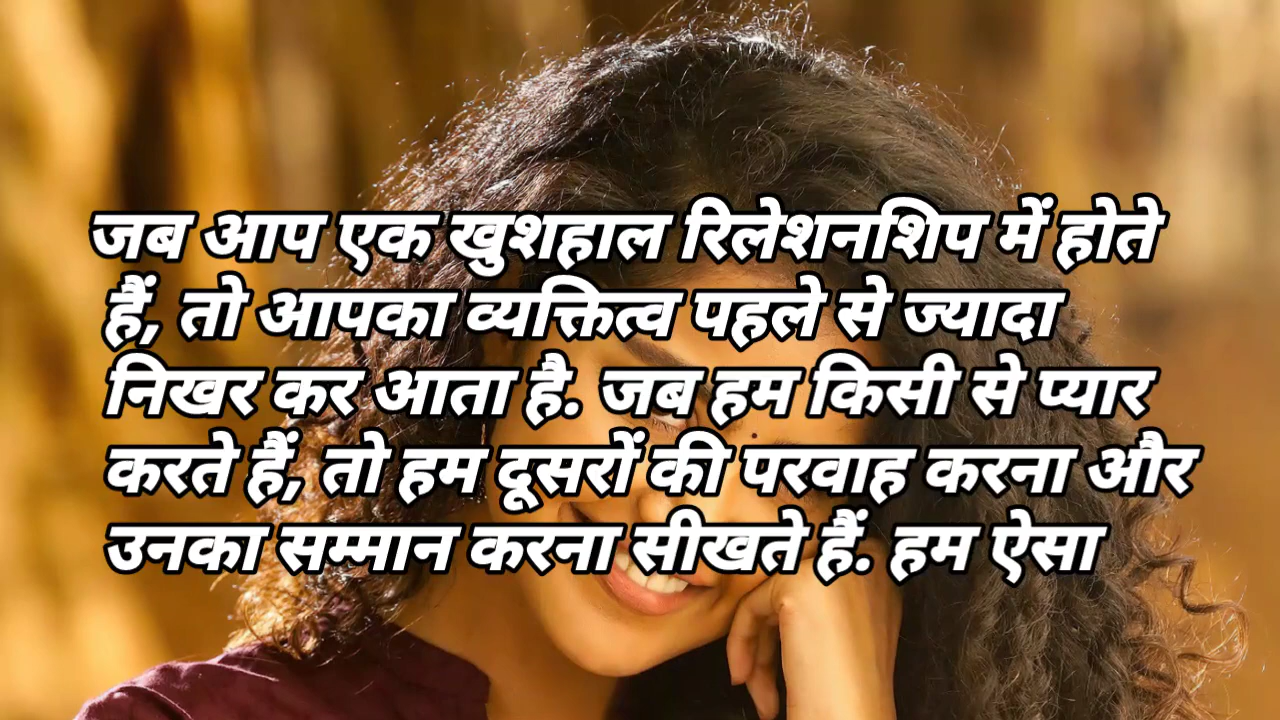 जब आप एक खुशहाल रिलेशनशिप में होते
हैं, तो आपका व्यक्तित्व पहले से ज्यादा
निखर कर आता है. जब हम किसी से प्यार
करते हैं, तो हम दूसरों की परवाह करना और
उनका सम्मान करना सीखते हैं. हम ऐसा